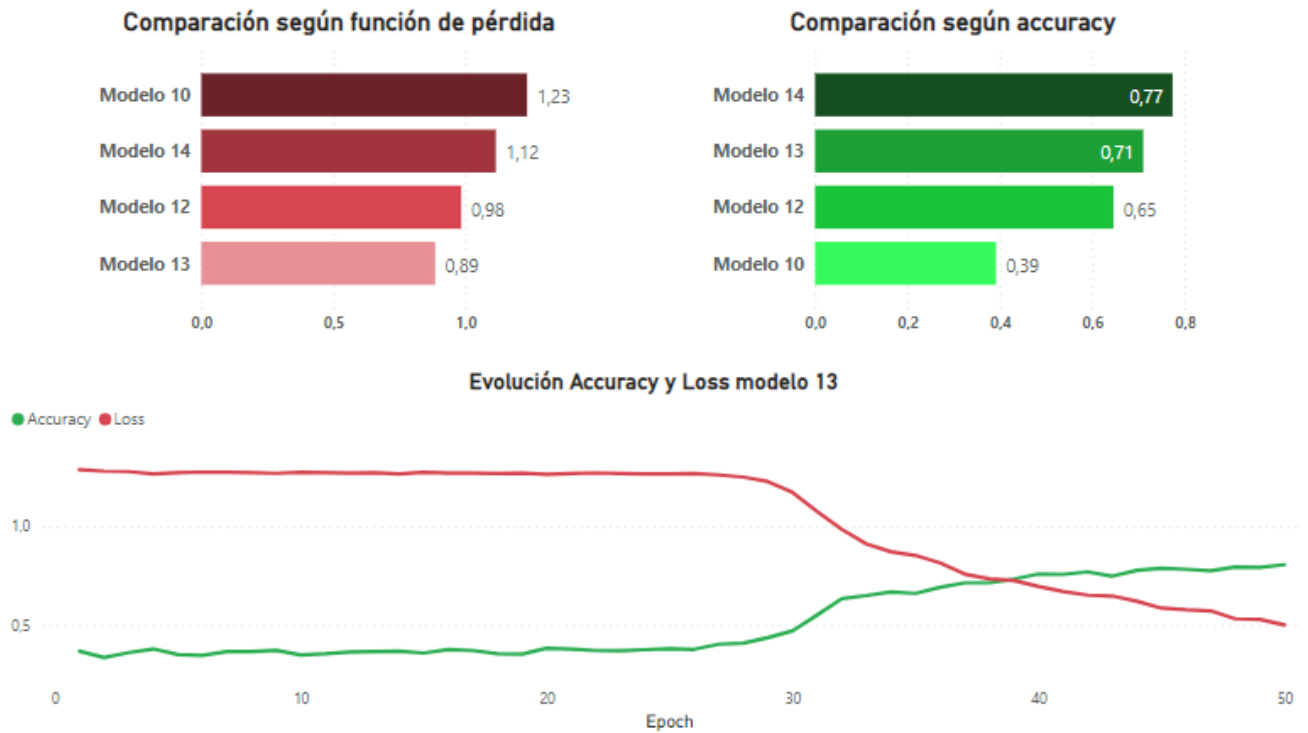 Comparación según función de pérdida
Modelo 10 1,23
Modelo 14 1,12
Modelo 12 0,98
Modelo 13 0,89
0,0 0,5 1,0
Comparación según accuracy
Modelo 14 0,77
Modelo 13 0,71
Modelo 12 0,65
Modelo 10 0,39
0,0 0,2 0,4 0,6 0,8
Evolución Accuracy y Loss modelo 13
Accuracy Loss
1,0
0,5
0 10 20 30 40 50
Epoch